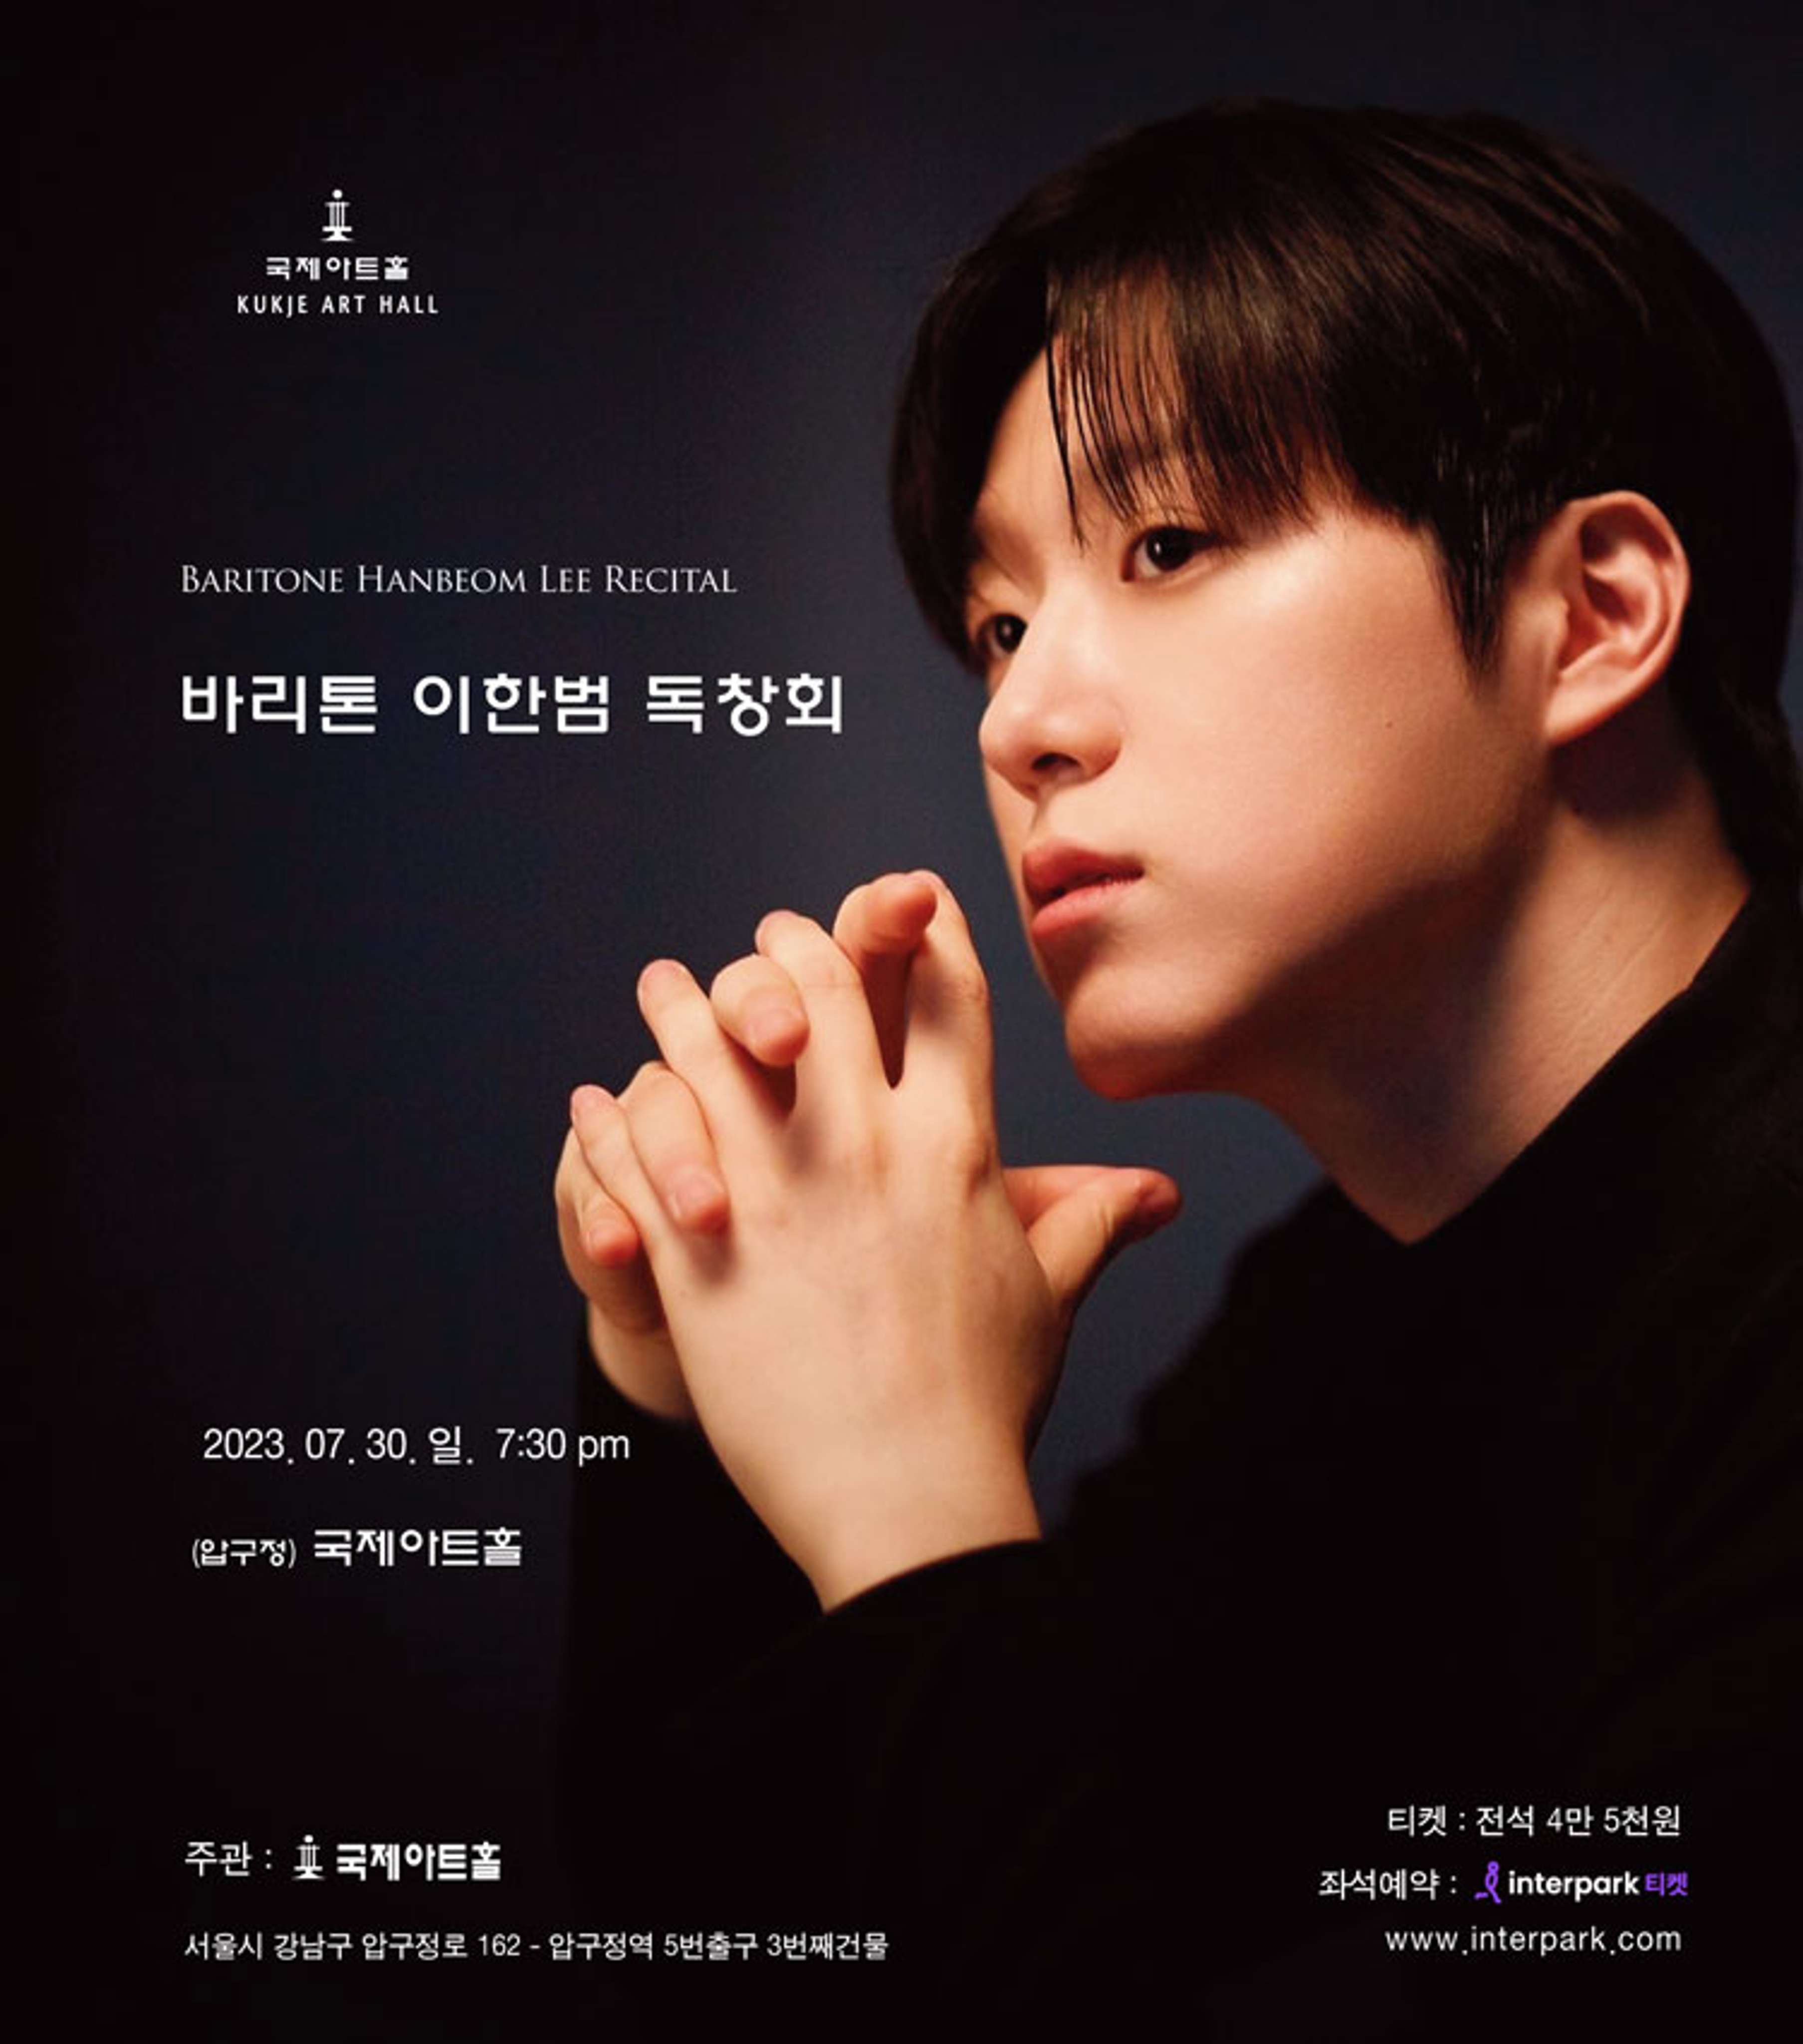 국제아트홀
KUKJE ART HALL
BARITONE HANBEOM LEE RECITAL
바리톤 이한범 독창회
2023. 07. 30. 일. 7:30 pm
(압구정) 국제아트홀
주관 : 국제아트홀
서울시 강남구 압구정로 162 - 압구정역 5번출구 3번째건물
티켓 : 전석 4만 5천원
좌석예약 : interpark 티켓
www.interpark.com